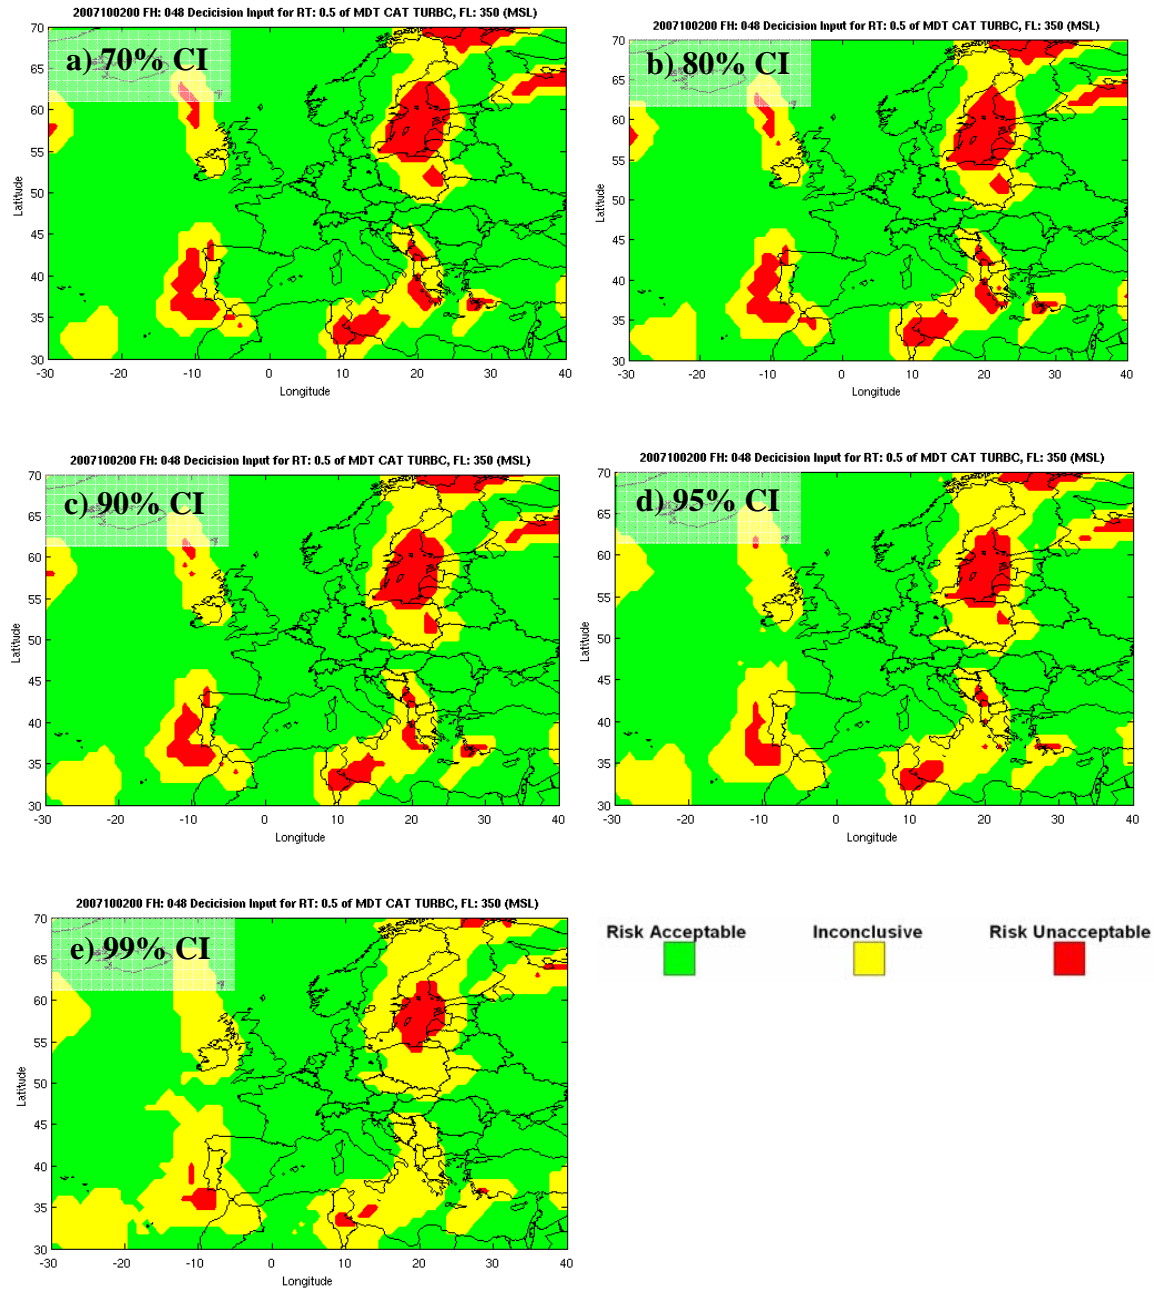 2007100200 FH: 048 Decicision Input for RT: 0.5 of MDT CAT TURBC, FL: 350 (MSL)
a) 70% CI
Latitude
70
65
60
55
50
45
40
35
30
-30 -20 -10 0 10 20 30 40
Longitude
2007100200 FH: 048 Decicision Input for RT: 0.5 of MDT CAT TURBC, FL: 350 (MSL)
b) 80% CI
Latitude
70
65
60
55
50
45
40
35
30
-30 -20 -10 0 10 20 30 40
Longitude
2007100200 FH: 048 Decicision Input for RT: 0.5 of MDT CAT TURBC, FL: 350 (MSL)
c) 90% CI
Latitude
70
65
60
55
50
45
40
35
30
-30 -20 -10 0 10 20 30 40
Longitude
2007100200 FH: 048 Decicision Input for RT: 0.5 of MDT CAT TURBC, FL: 350 (MSL)
d) 95% CI
Latitude
70
65
60
55
50
45
40
35
30
-30 -20 -10 0 10 20 30 40
Longitude
2007100200 FH: 048 Decicision Input for RT: 0.5 of MDT CAT TURBC, FL: 350 (MSL)
e) 99% CI
Latitude
70
65
60
55
50
45
40
35
30
-30 -20 -10 0 10 20 30 40
Longitude
Risk Acceptable Inconclusive Risk Unacceptable